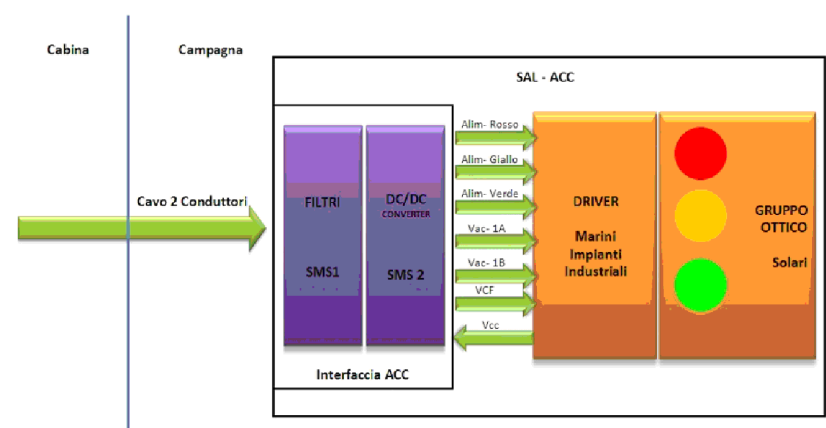 Cabina
Campagna
SAL - ACC
Cavo 2 Conduttori
FILTRI
SMS1
DC/DC
CONVERTER
SMS 2
Interfaccia ACC
Alim- Rosso
Alim- Giallo
Alim- Verde
Vac- 1A
Vac- 1B
VCF
Vcc
DRIVER
Marini
Impianti
Industriali
GRUPPO
OTTICO
Solari